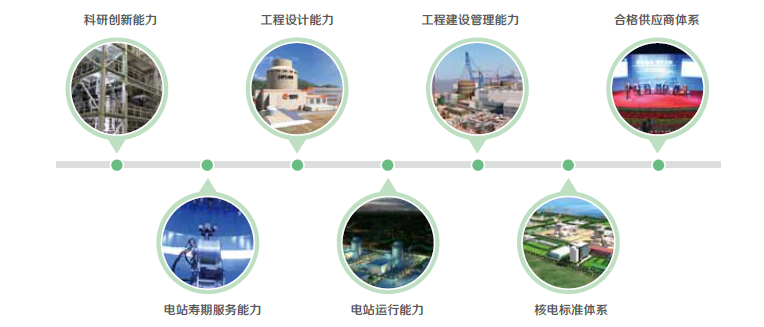 科研创新能力
工程设计能力
工程建设管理能力
合格供应商体系
电站寿期服务能力
电站运行能力
核电标准体系